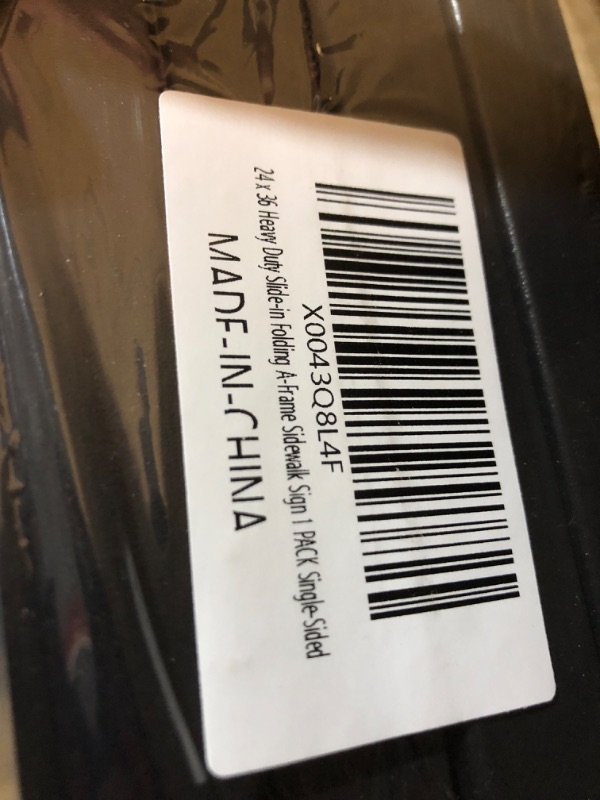 X0043Q8L4F
24 x 36 Heavy Duty Slide-in Folding A-Frame Sidewalk Sign 1 PACK Single-Sided
MADE-IN-CHINA